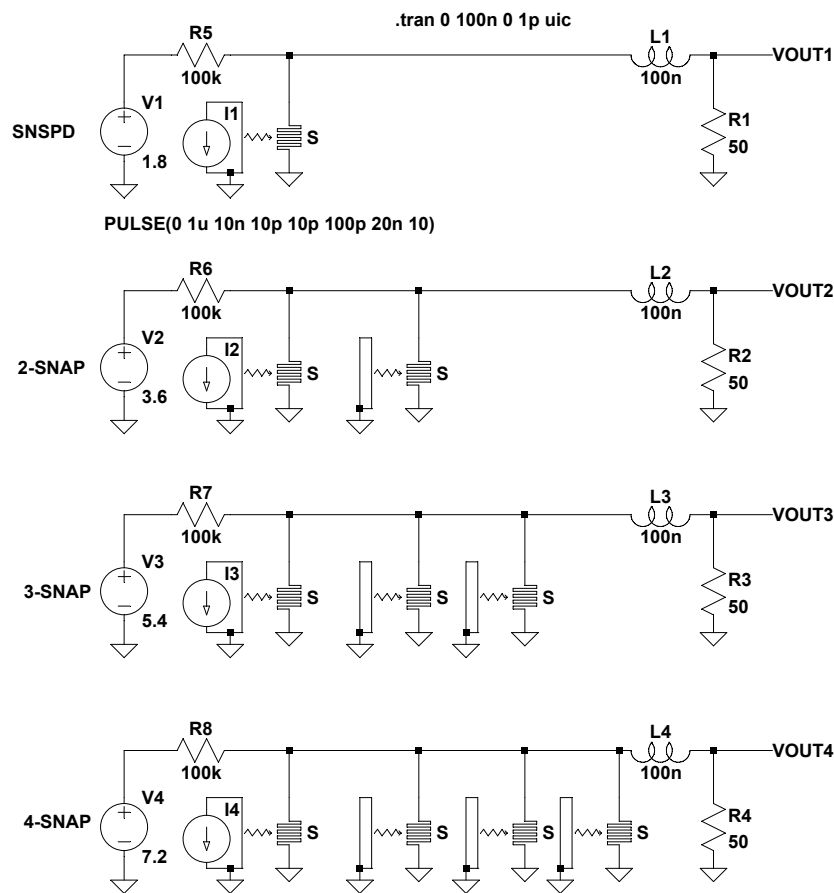 .tran 0 100n 0 1p uic
R5
100k
L1
100n
VOUT1
V1
1.8
SNSPD
I1
S
R1
50
PULSE(0 1u 10n 10p 10p 100p 20n 10)
R6
100k
L2
100n
VOUT2
V2
3.6
2-SNAP
I2
S
S
R2
50
R7
100k
L3
100n
VOUT3
V3
5.4
3-SNAP
I3
S
S
S
R3
50
R8
100k
L4
100n
VOUT4
V4
7.2
4-SNAP
I4
S
S
S
S
R4
50